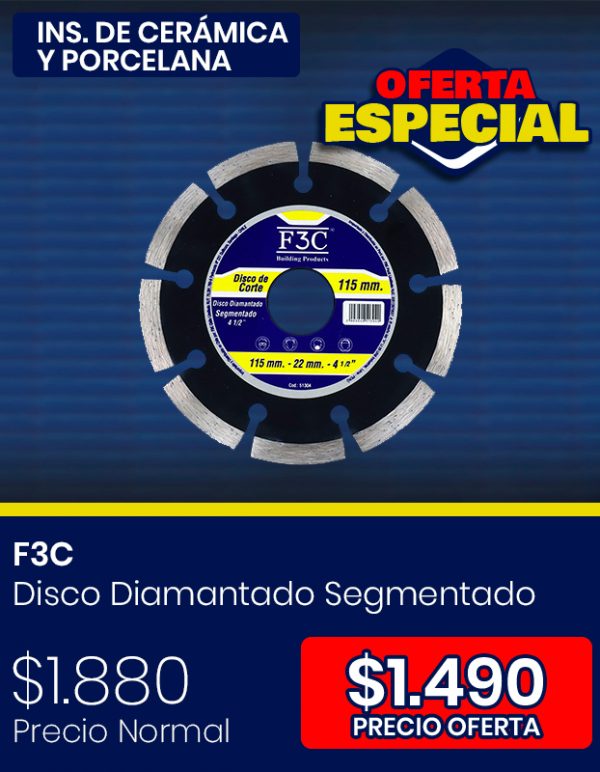 INS. DE CERÁMICA
Y PORCELANA
OFERTA
ESPECIAL
F3C
Building Products
Disco de
Corte
115 mm.
Disco Diamantado
Segmentado
4 1/2"
115 mm. - 22 mm. - 4 1/2"
Cod: 51304
F3C
Disco Diamantado Segmentado
$1.880
Precio Normal
$1.490
PRECIO OFERTA